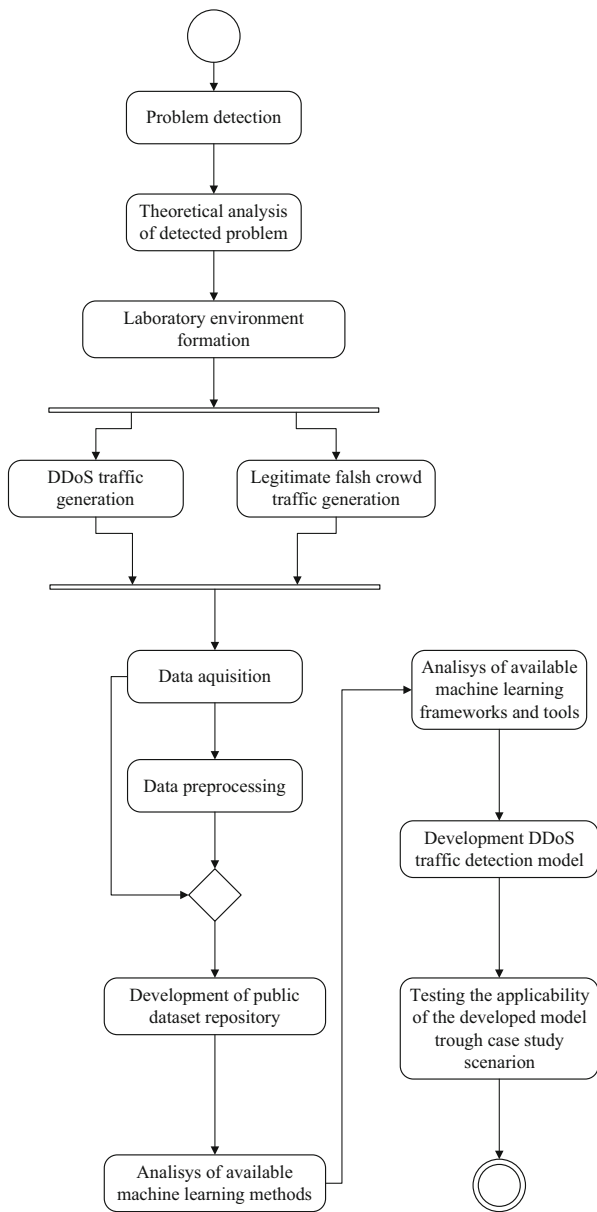 Problem detection
Theoretical analysis
of detected problem
Laboratory environment
formation
DDoS traffic
generation
Legitimate falsh crowd
traffic generation
Data aquisition
Data preprocessing
Development of public
dataset repository
Analisys of available
machine learning methods
Analisys of available
machine learning
frameworks and tools
Development DDoS
traffic detection model
Testing the applicability
of the developed model
trough case study
scenarion